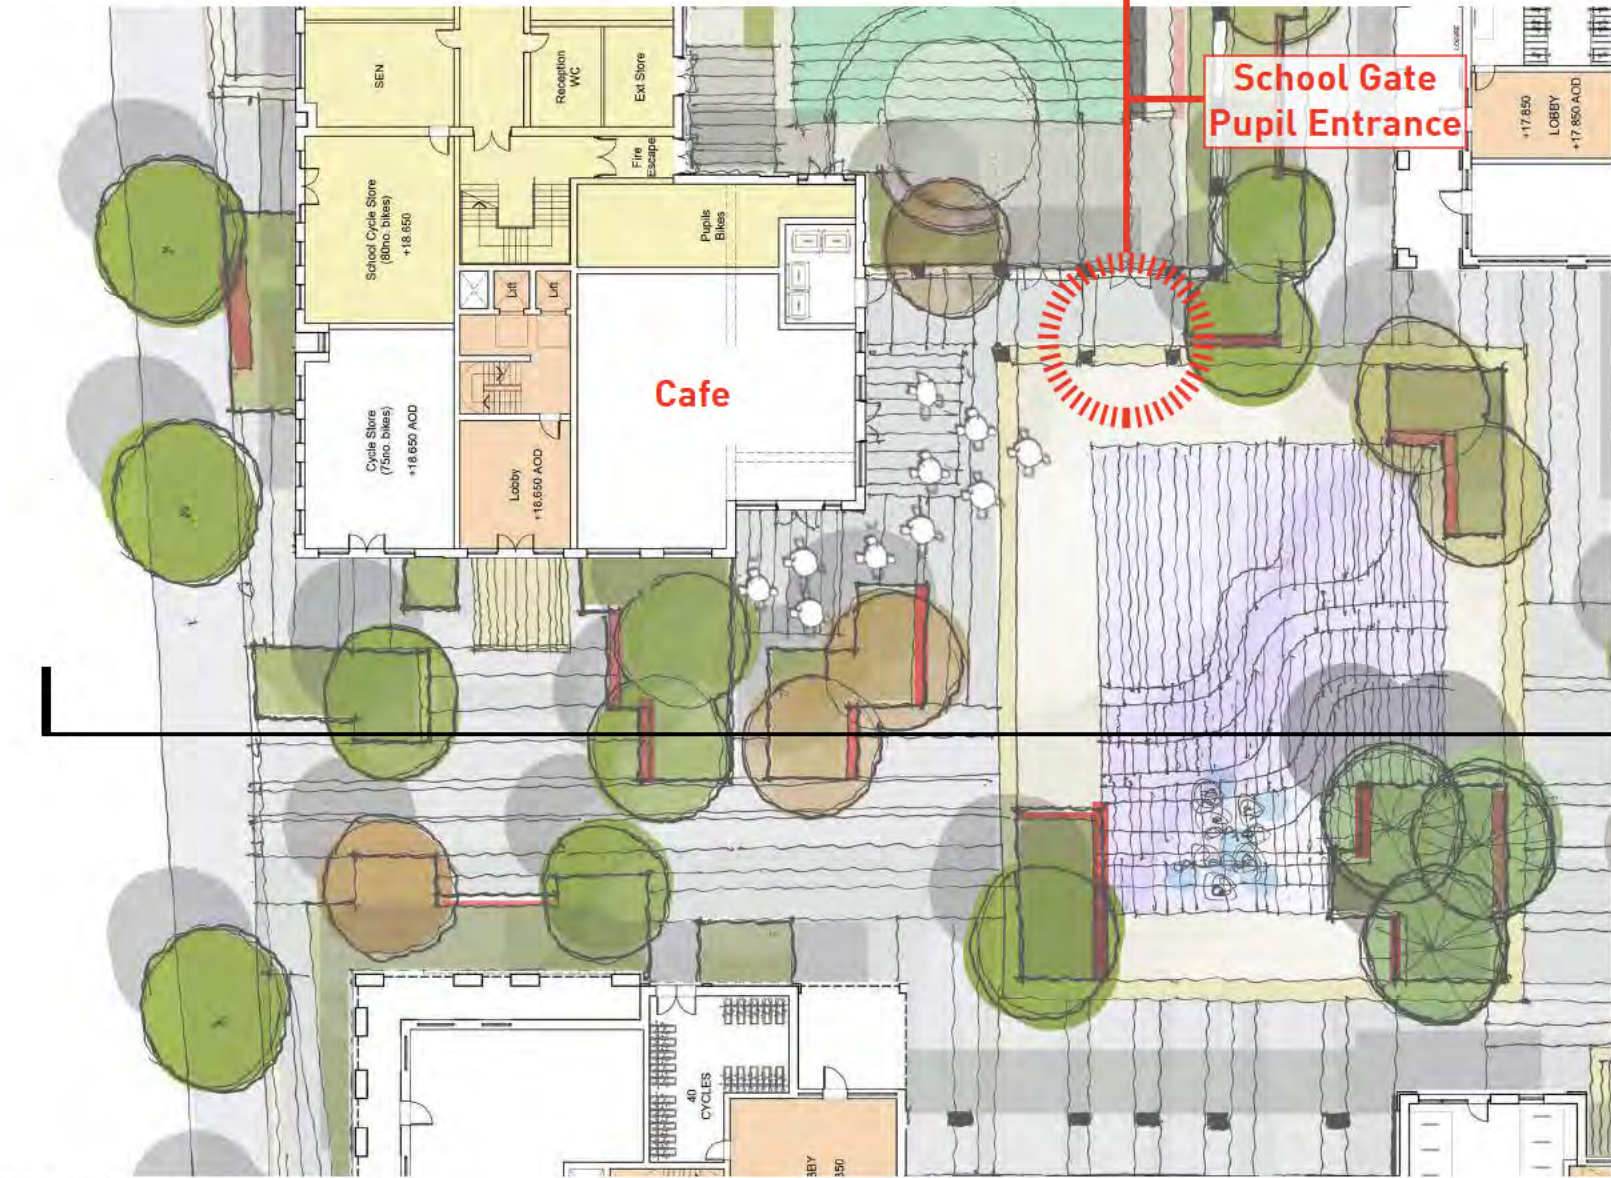 SEN
Reception
WC
Ext Store
School Gate
Pupil Entrance
+17.850
LOBBY
+17.850 AOD
Fire
Escape
School Cycle Store
(80no. bikes)
+18.650
Pupils
Bikes
Lift
Lift
Cafe
Cycle Store
(75no. bikes)
+18.650 AOD
Lobby
+18.650 AOD
40
CYCLES
BBY
850